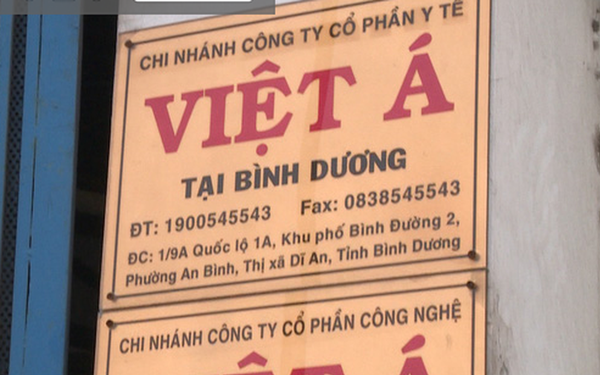 CHI NHÁNH CÔNG TY CỔ PHẦN Y TẾ
VIỆT Á
TẠI BÌNH DƯƠNG
ĐT: 1900545543 Fax: 0838545543
ĐC: 1/9A Quốc lộ 1A, Khu phố Bình Đường 2,
Phường An Bình, Thị xã Dĩ An, Tỉnh Bình Dương
CHI NHÁNH CÔNG TY CỔ PHẦN CÔNG NGHỆ
VIỆT Á